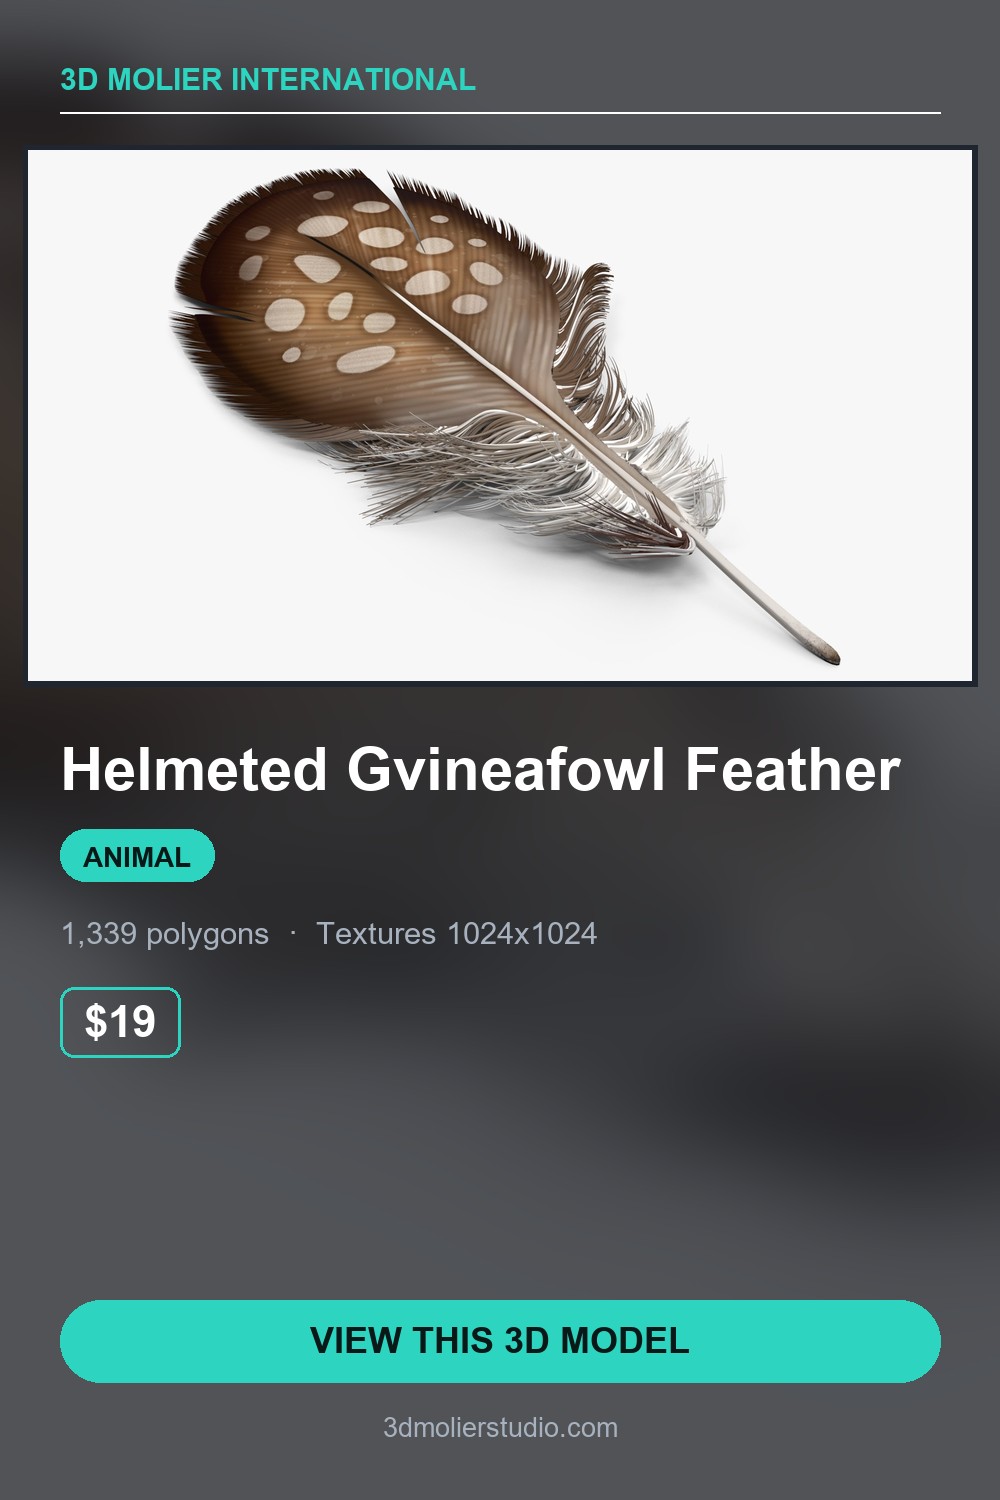 3D MOLIER INTERNATIONAL
Helmeted Gvineafowl Feather
ANIMAL
1,339 polygons · Textures 1024x1024
$19
VIEW THIS 3D MODEL
3dmolierstudio.com